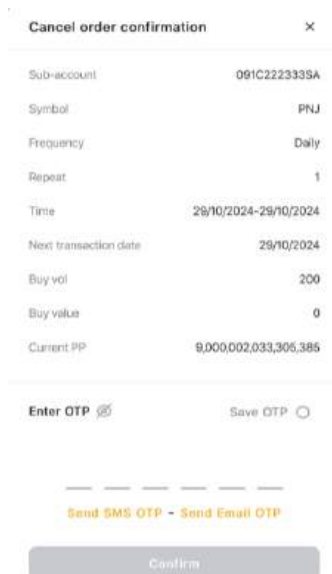 Cancel order confirmation ×
Sub-account 091C222333SA
Symbol PNJ
Frequency Daily
Repeat 1
Time 29/10/2024-29/10/2024
Next transaction date 29/10/2024
Buy vol 200
Buy value 0
Current PP 9,000,002,033,305,385
Enter OTP Save OTP
Send SMS OTP - Send Email OTP
Confirm